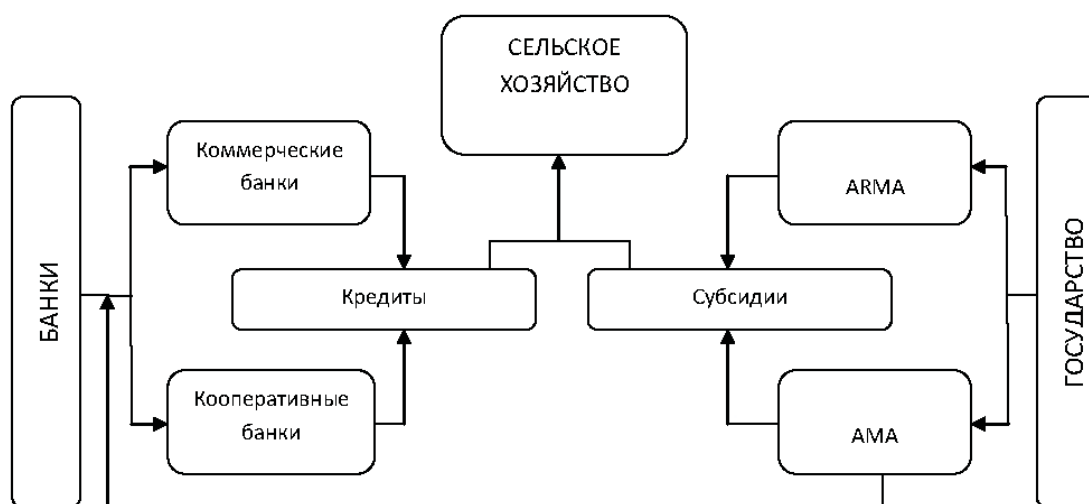 СЕЛЬСКОЕ
ХОЗЯЙСТВО
БАНКИ
Коммерческие
банки
Кредиты
Кооперативные
банки
ARMA
Субсидии
AMA
ГОСУДАРСТВО